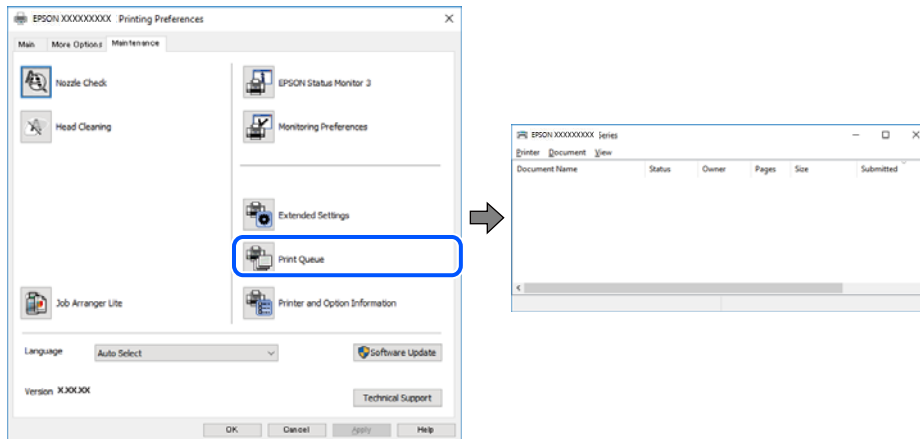 EPSON XXXXXXXXX Printing Preferences
Main More Options Maintenance
Nozzle Check
EPSON Status Monitor 3
Head Cleaning
Monitoring Preferences
Extended Settings
Print Queue
Job Arranger Lite
Printer and Option Information
Language Auto Select
Software Update
Version X.XX.XX
Technical Support
OK Cancel Apply Help
EPSON XXXXXXXXX Series
Printer Document View
Document Name Status Owner Pages Size Submitted